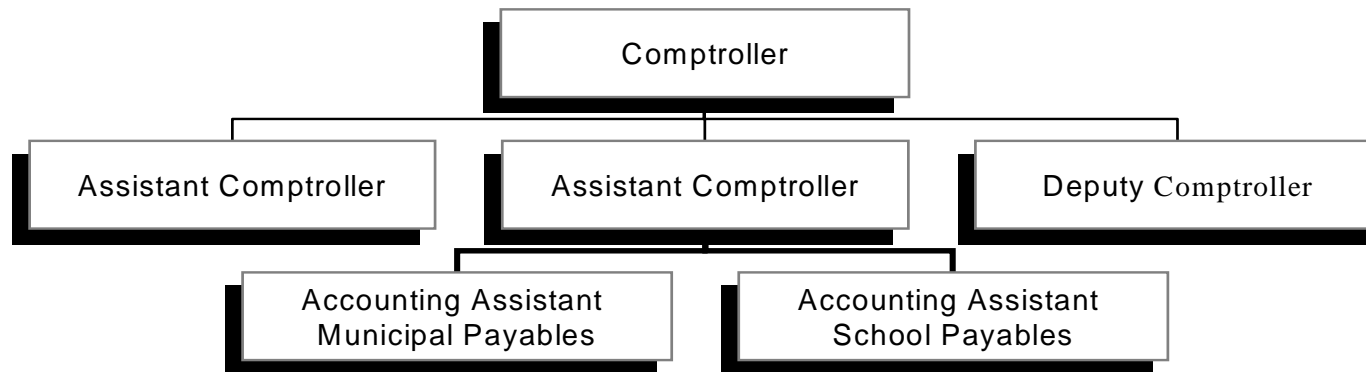 Comptroller
Assistant Comptroller
Assistant Comptroller
Deputy Comptroller
Accounting Assistant
Municipal Payables
Accounting Assistant
School Payables